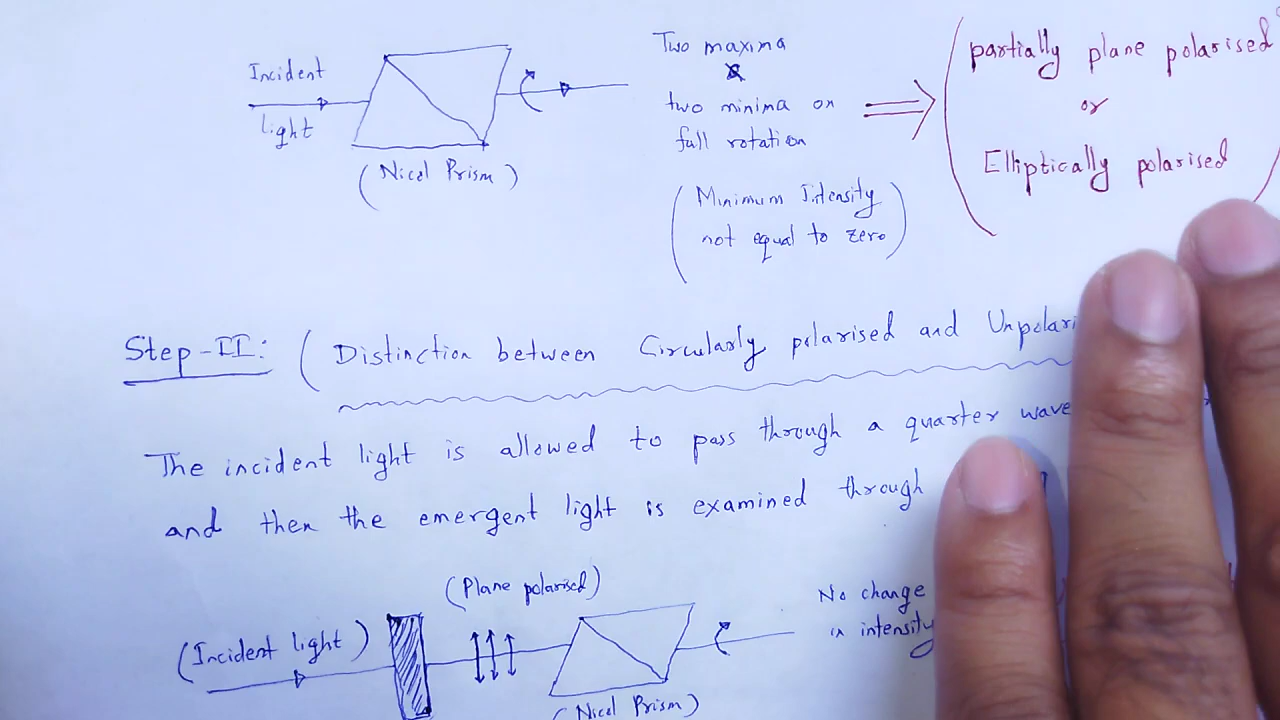 Incident
light
(Nicol Prism)
Two maxima
&
two minima on
full rotation
(Minimum Intensity
not equal to zero)
(partially plane polarised
or
Elliptically polarised
Step-II: (Distinction between Circularly polarised and
The incident light is allowed to pass through a quarter wave
and then the emergent light is examined through
(Plane polarised)
(Incident light)
(Nicol Prism)
No change
in intensity